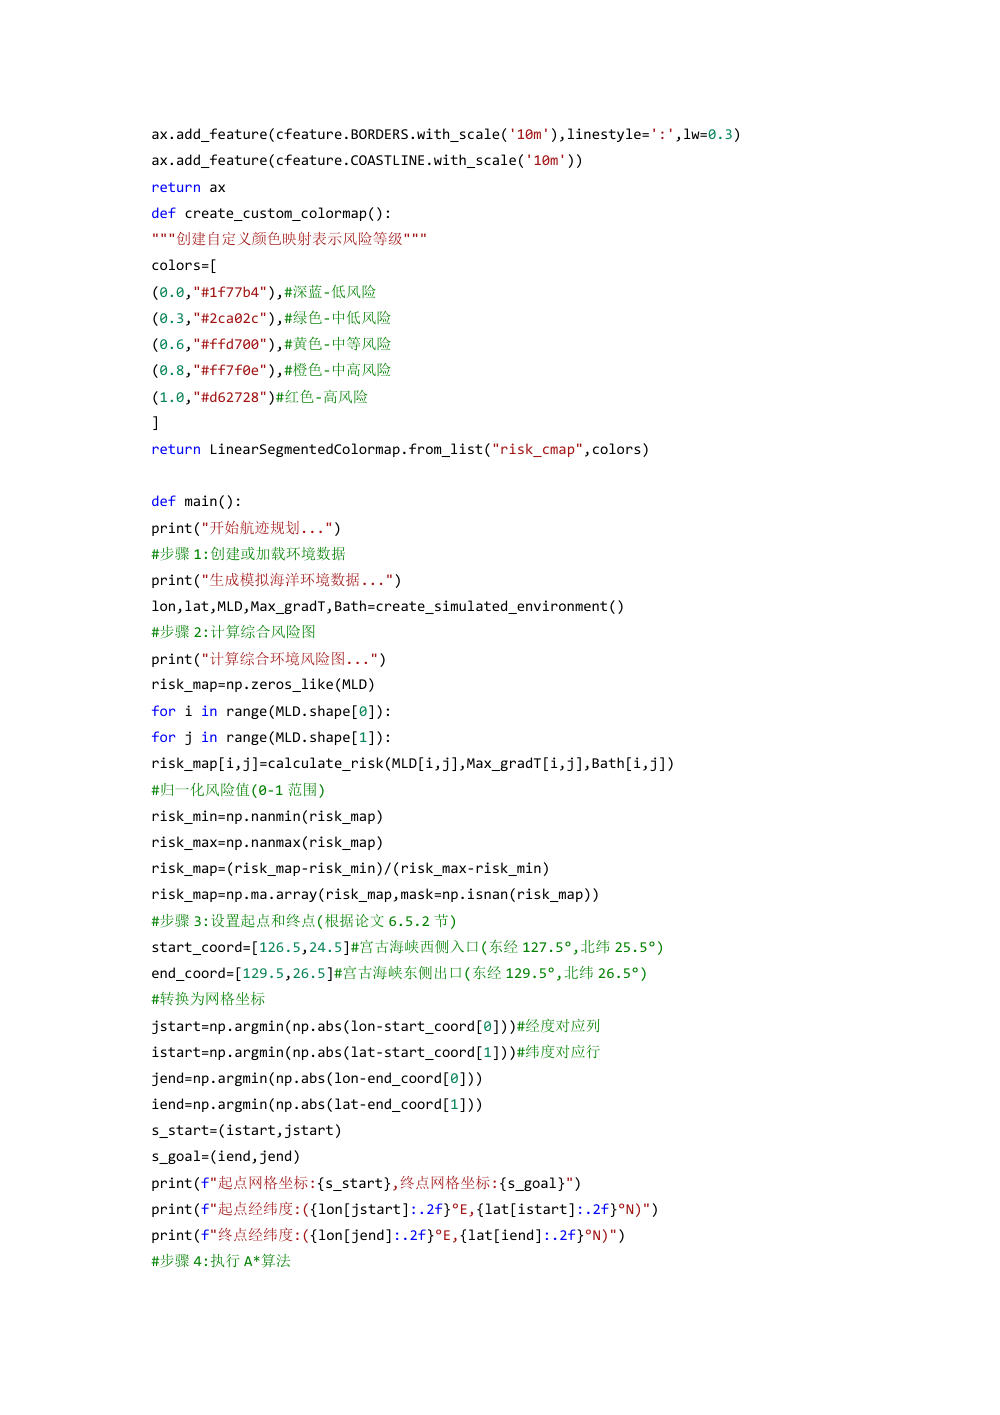 ax.add_feature(cfeature.BORDERS.with_scale('10m'),linestyle=':',lw=0.3)
ax.add_feature(cfeature.COASTLINE.with_scale('10m'))
return ax
def create_custom_colormap():
"""创建自定义颜色映射表示风险等级"""
colors=[
(0.0,"#1f77b4"),#深蓝-低风险
(0.3,"#2ca02c"),#绿色-中低风险
(0.6,"#ffd700"),#黄色-中等风险
(0.8,"#ff7f0e"),#橙色-中高风险
(1.0,"#d62728")#红色-高风险
]
return LinearSegmentedColormap.from_list("risk_cmap",colors)
def main():
print("开始航迹规划...")
#步骤1:创建或加载环境数据
print("生成模拟海洋环境数据...")
lon,lat,MLD,Max_gradT,Bath=create_simulated_environment()
#步骤2:计算综合风险图
print("计算综合环境风险图...")
risk_map=np.zeros_like(MLD)
for i in range(MLD.shape[0]):
for j in range(MLD.shape[1]):
risk_map[i,j]=calculate_risk(MLD[i,j],Max_gradT[i,j],Bath[i,j])
#归一化风险值(0-1范围)
risk_min=np.nanmin(risk_map)
risk_max=np.nanmax(risk_map)
risk_map=(risk_map-risk_min)/(risk_max-risk_min)
risk_map=np.ma.array(risk_map,mask=np.isnan(risk_map))
#步骤3:设置起点和终点(根据论文6.5.2节)
start_coord=[126.5,24.5]#宫古海峡西侧入口(东经127.5°,北纬25.5°)
end_coord=[129.5,26.5]#宫古海峡东侧出口(东经129.5°,北纬26.5°)
#转换为网格坐标
jstart=np.argmin(np.abs(lon-start_coord[0]))#经度对应列
istart=np.argmin(np.abs(lat-start_coord[1]))#纬度对应行
jend=np.argmin(np.abs(lon-end_coord[0]))
iend=np.argmin(np.abs(lat-end_coord[1]))
s_start=(istart,jstart)
s_goal=(iend,jend)
print(f"起点网格坐标:{s_start},终点网格坐标:{s_goal}")
print(f"起点经纬度:({lon[jstart]:.2f}°E,{lat[istart]:.2f}°N)")
print(f"终点经纬度:({lon[jend]:.2f}°E,{lat[iend]:.2f}°N)")
#步骤4:执行A*算法